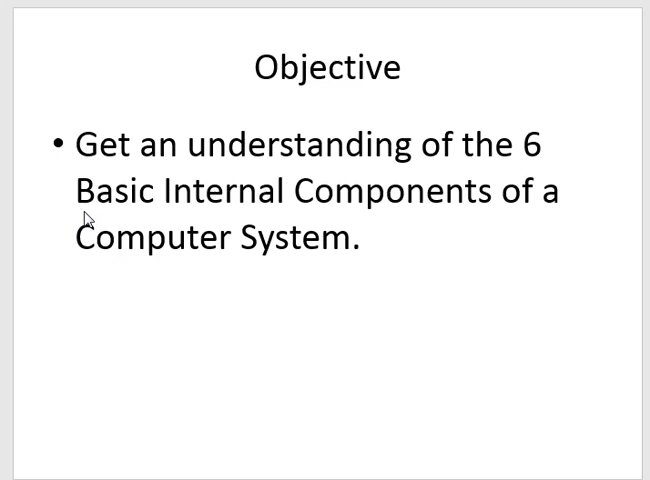 Objective
• Get an understanding of the 6
Basic Internal Components of a
Computer System.